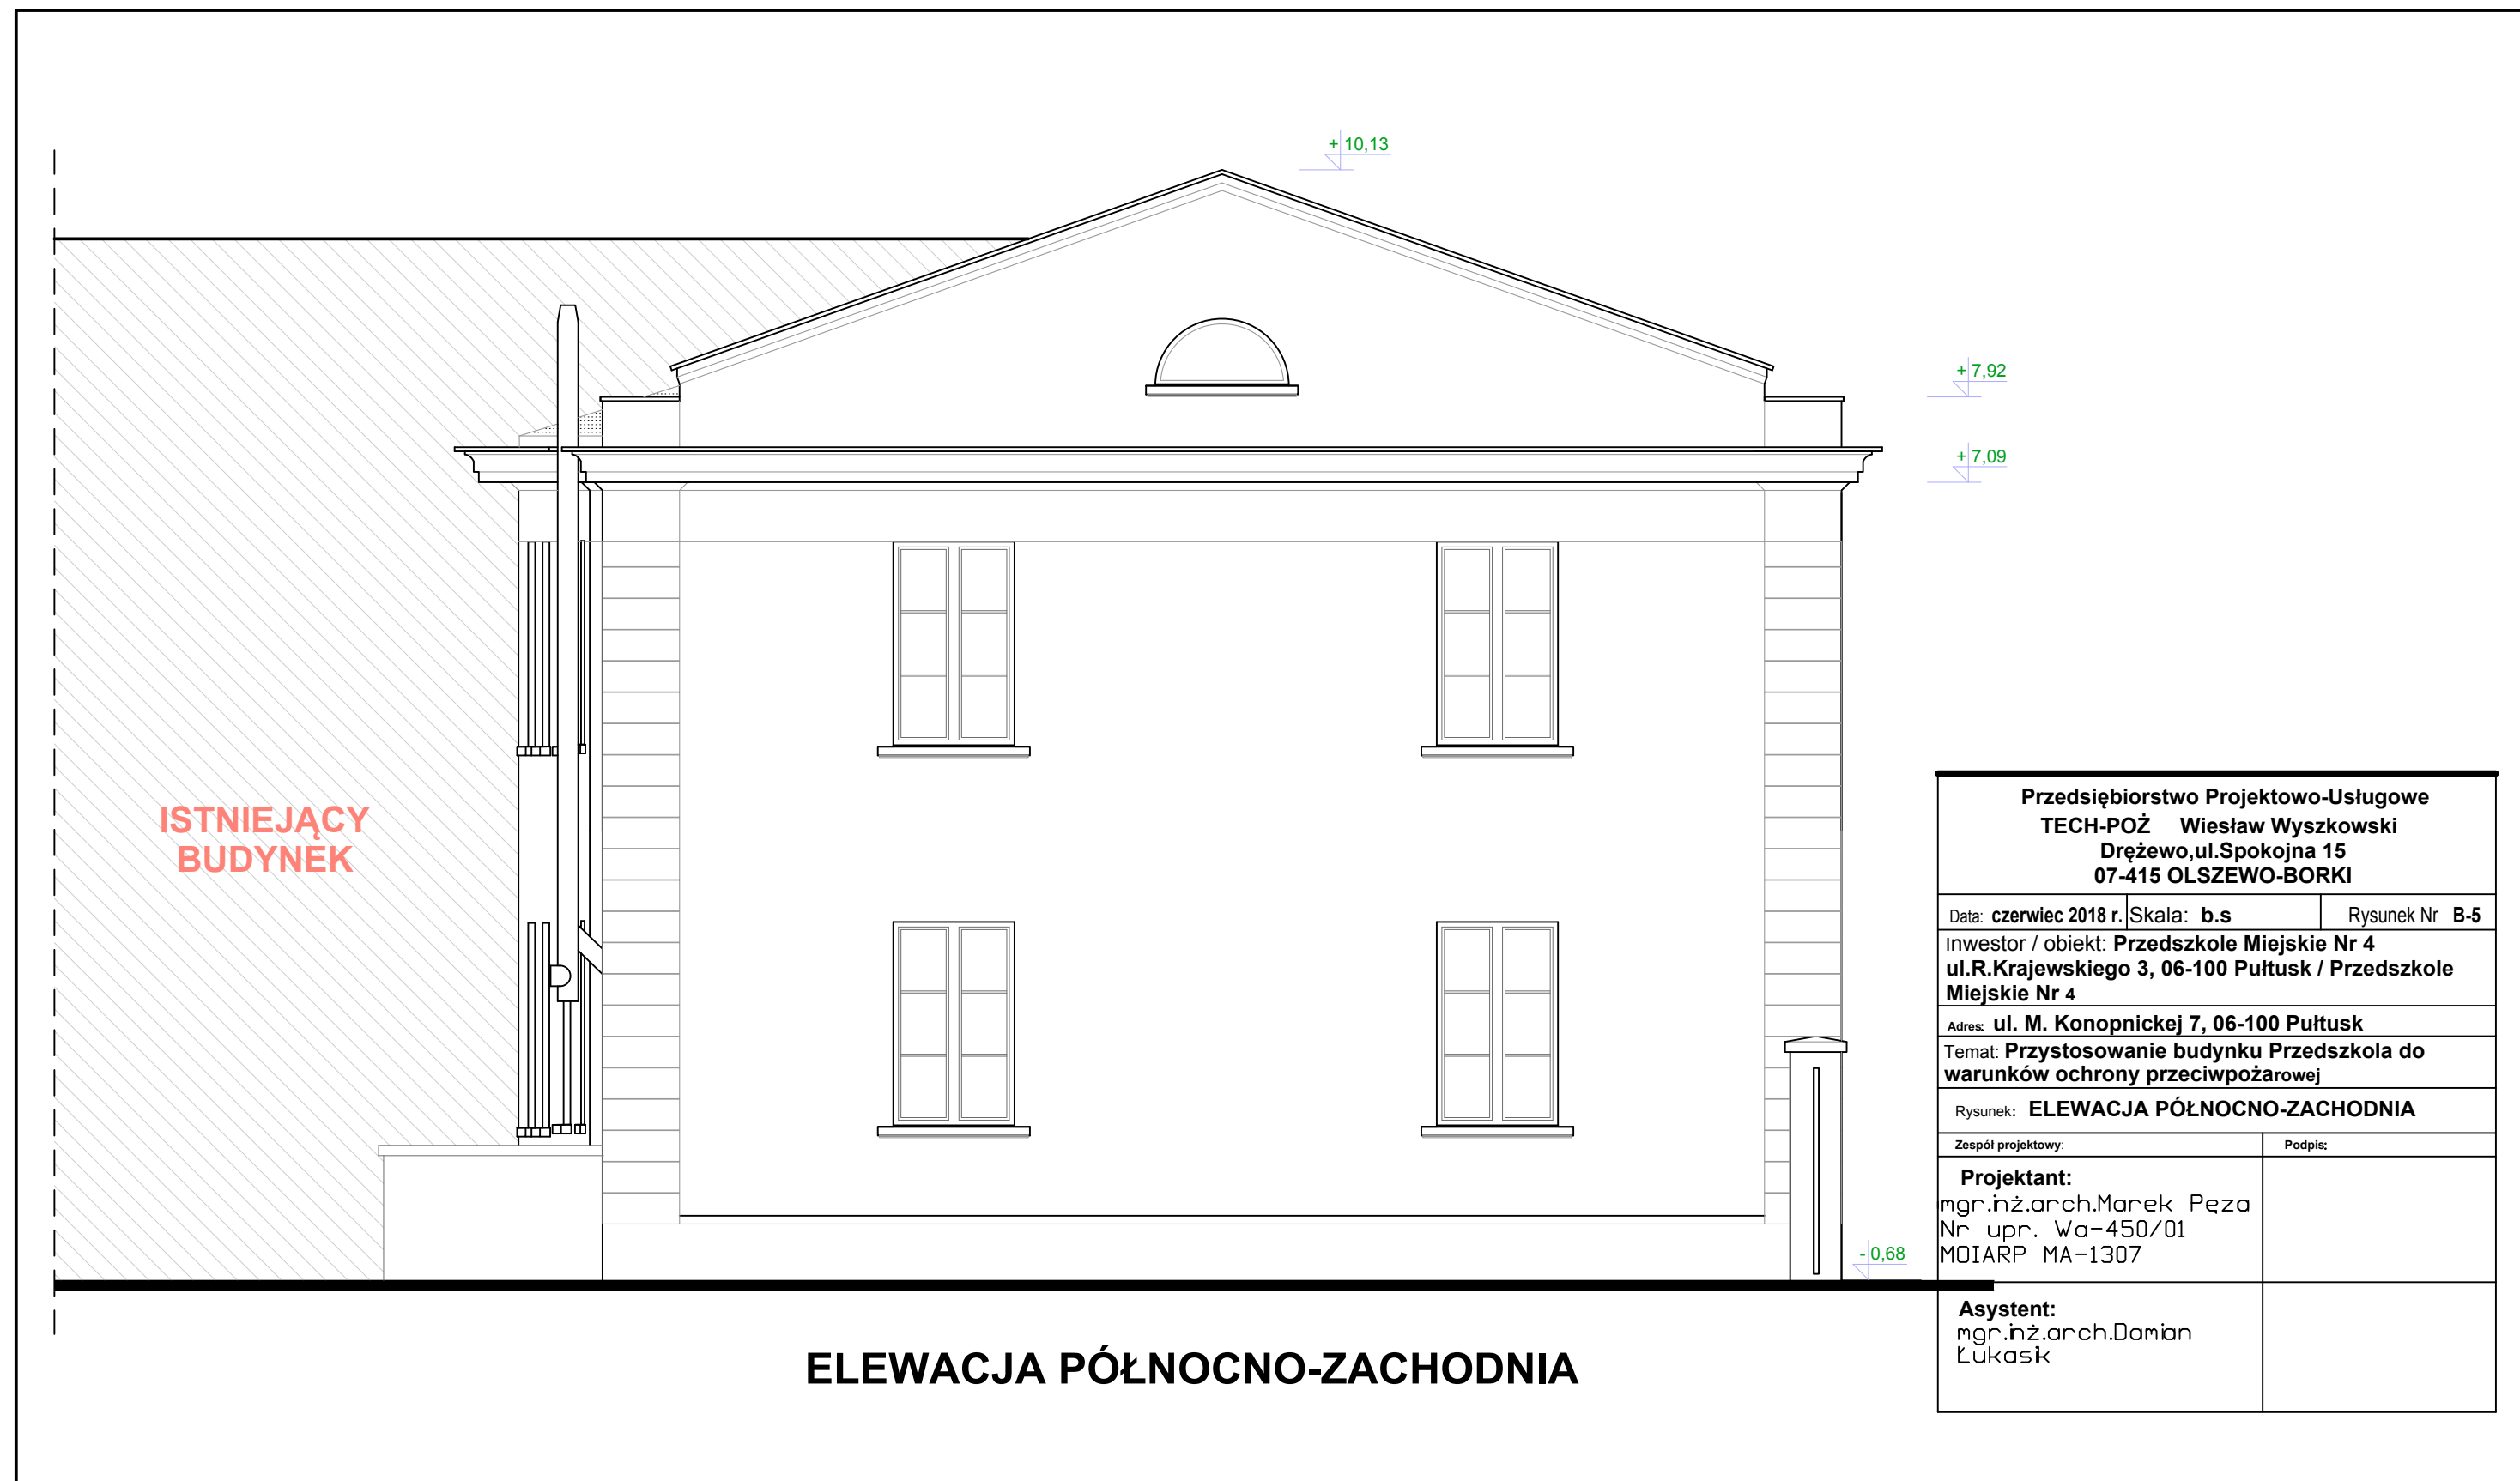 + 10,13
+ 7,92
+ 7,09
ISTNIEJĄCY
BUDYNEK
- 0,68
ELEWACJA PÓŁNOCNO-ZACHODNIA
Przedsiębiorstwo Projektowo-Usługowe
TECH-POŻ Wiesław Wyszkowski
Drężewo,ul.Spokojna 15
07-415 OLSZEWO-BORKI
Data: czerwiec 2018 r. Skala: b.s Rysunek Nr B-5
Inwestor / obiekt: Przedszkole Miejskie Nr 4
ul.R.Krajewskiego 3, 06-100 Pułtusk / Przedszkole
Miejskie Nr 4
Adres: ul. M. Konopnickej 7, 06-100 Pułtusk
Temat: Przystosowanie budynku Przedszkola do
warunków ochrony przeciwpożarowej
Rysunek: ELEWACJA PÓŁNOCNO-ZACHODNIA
Zespół projektowy: Podpis:
Projektant:
mgr.inż.arch.Marek Pęza
Nr upr. Wa-450/01
MOIARP MA-1307
Asystent:
mgr.inż.arch.Damian
Łukasik